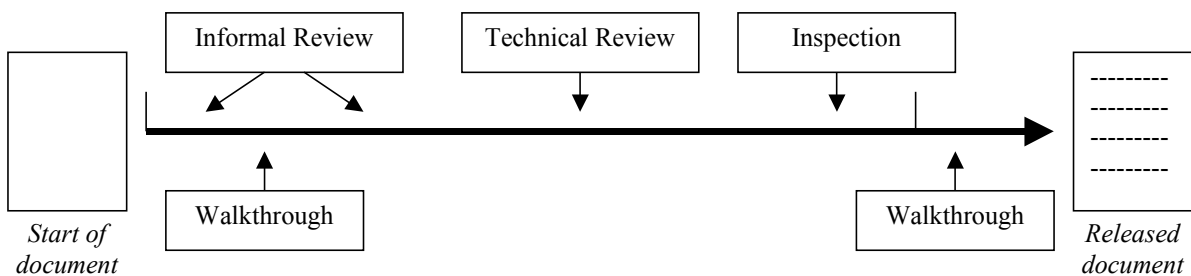 Informal Review
Technical Review
Inspection
----------
----------
----------
----------
Walkthrough
Walkthrough
Start of
document
Released
document